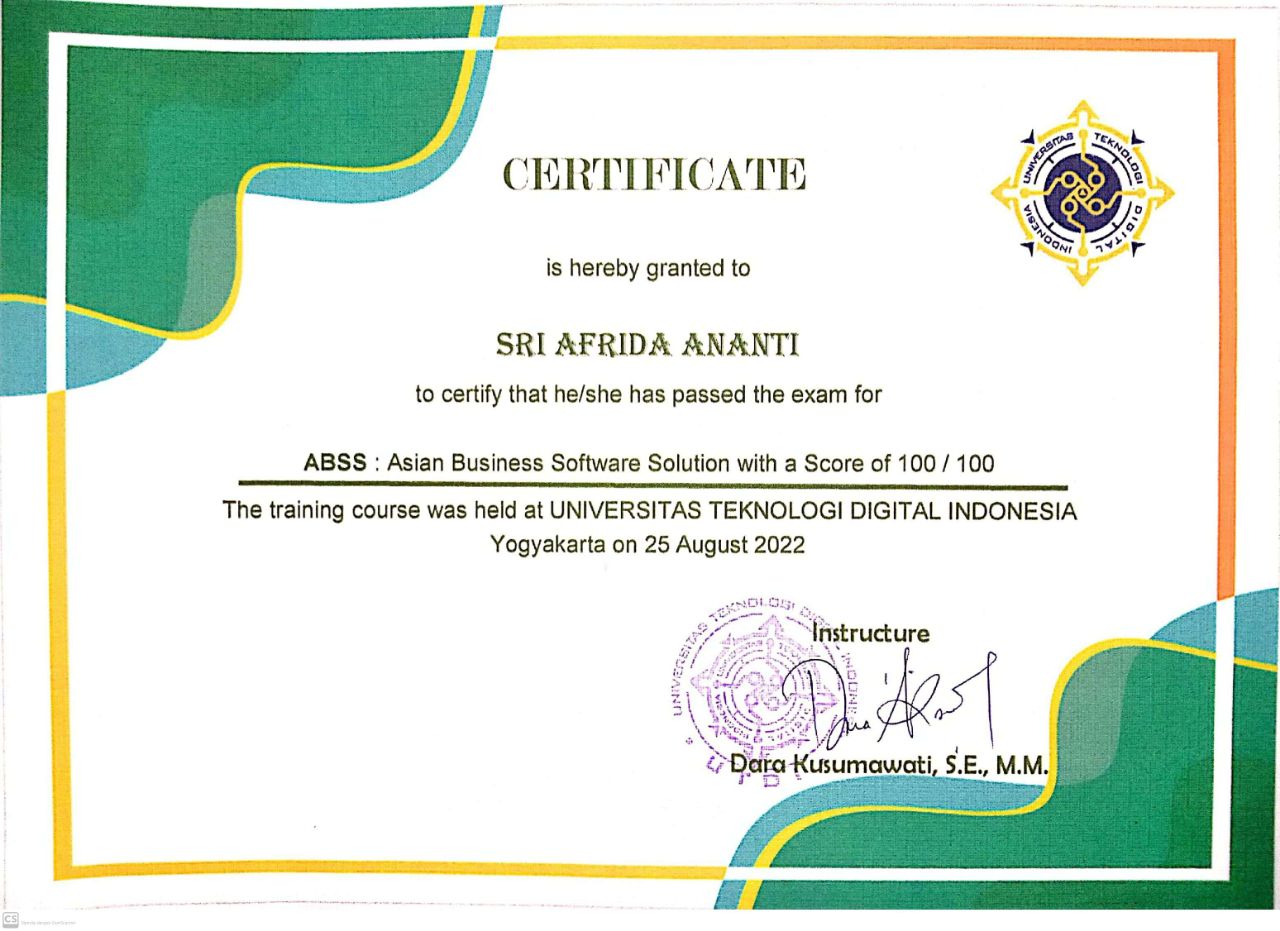 CERTIFICATE
UNIVERSITAS TEKNOLOGI DIGITAL INDONESIA
is hereby granted to
SRI AFRIDA ANANTI
to certify that he/she has passed the exam for
ABSS : Asian Business Software Solution with a Score of 100 / 100
The training course was held at UNIVERSITAS TEKNOLOGI DIGITAL INDONESIA
Yogyakarta on 25 August 2022
UNIVERSITAS TEKNOLOGI INDONESIA
UTDI
Instructure
Dara Kusumawati, S.E., M.M.
CS